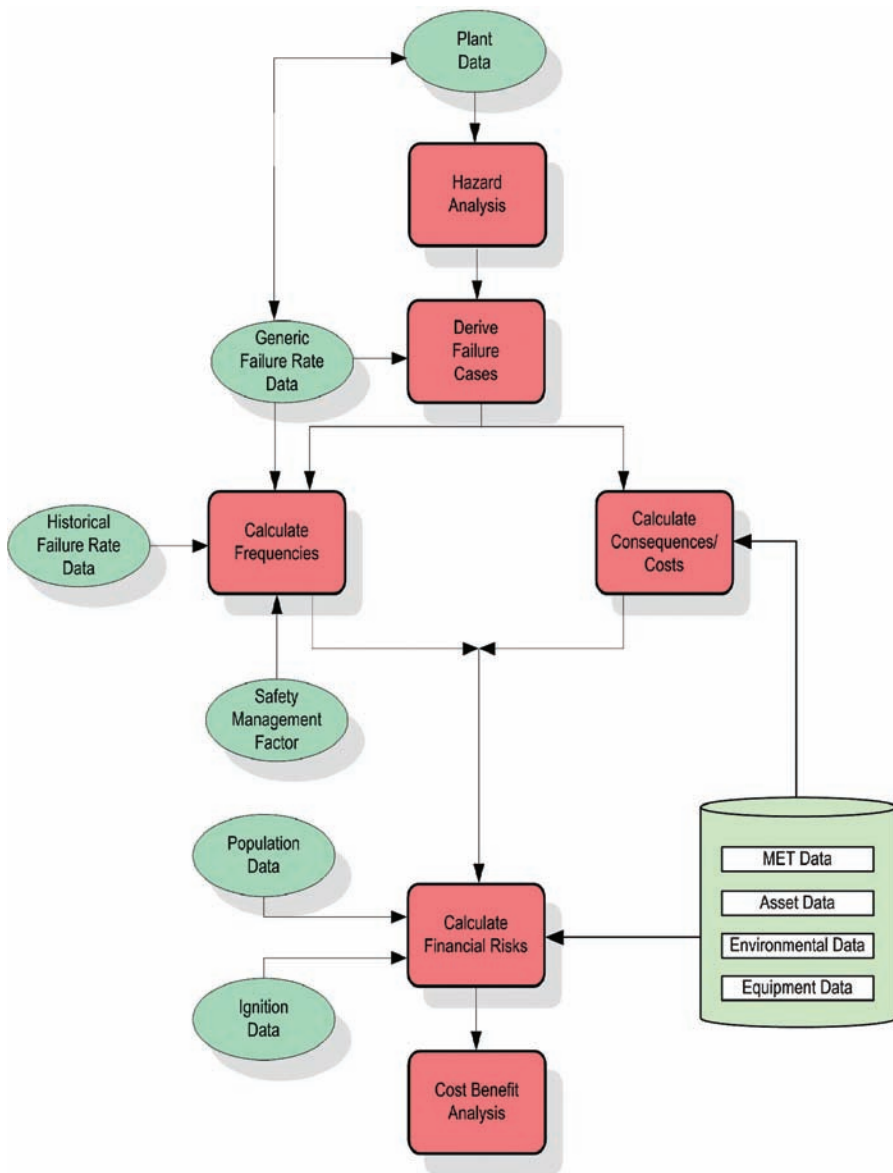 Plant
Data
Hazard
Analysis
Generic
Failure Rate
Data
Derive
Failure
Cases
Historical
Failure Rate
Data
Calculate
Frequencies
Calculate
Consequences/
Costs
Safety
Management
Factor
Population
Data
Calculate
Financial Risks
Ignition
Data
MET Data
Asset Data
Environmental Data
Equipment Data
Cost Benefit
Analysis